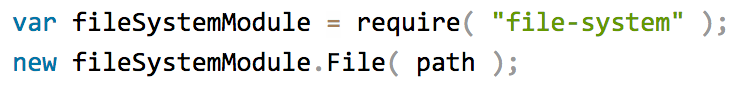 var fileSystemModule = require( "file-system" );
new fileSystemModule.File( path );